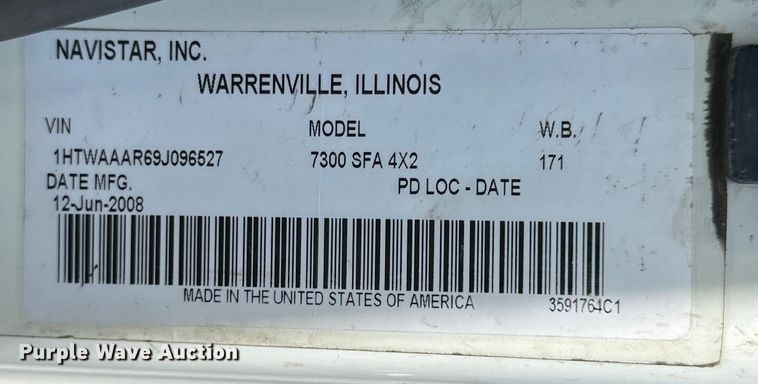 NAVISTAR, INC.
WARRENVILLE, ILLINOIS
VIN MODEL W.B.
1HTWAAAR69J096527 7300 SFA 4X2 171
DATE MFG. PD LOC - DATE
12-Jun-2008
MADE IN THE UNITED STATES OF AMERICA 3591764C1
Purple Wave Auction